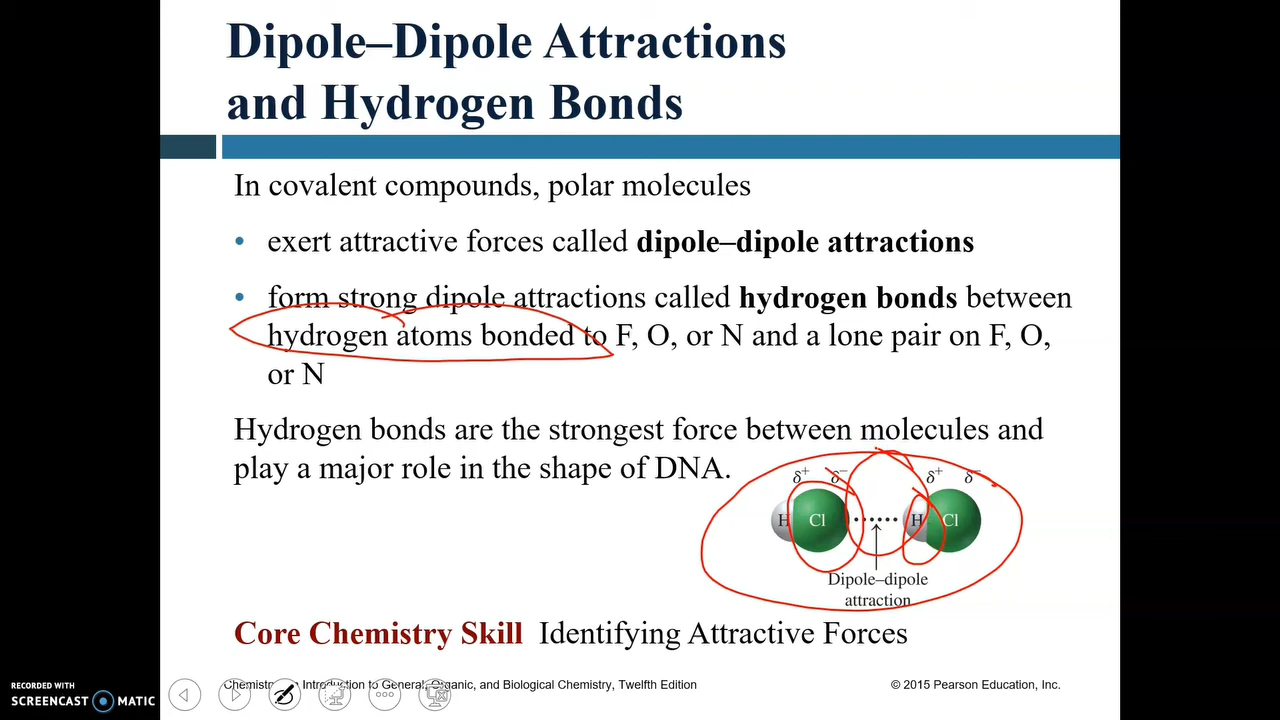 Dipole–Dipole Attractions
and Hydrogen Bonds
In covalent compounds, polar molecules
• exert attractive forces called dipole–dipole attractions
• form strong dipole attractions called hydrogen bonds between
hydrogen atoms bonded to F, O, or N and a lone pair on F, O,
or N
Hydrogen bonds are the strongest force between molecules and
play a major role in the shape of DNA.
δ+ δ− δ+ δ−
H Cl H Cl
Dipole–dipole
attraction
Core Chemistry Skill Identifying Attractive Forces
Chemistry: An Introduction to General, Organic, and Biological Chemistry, Twelfth Edition
© 2015 Pearson Education, Inc.
RECORDED WITH
SCREENCAST MATIC